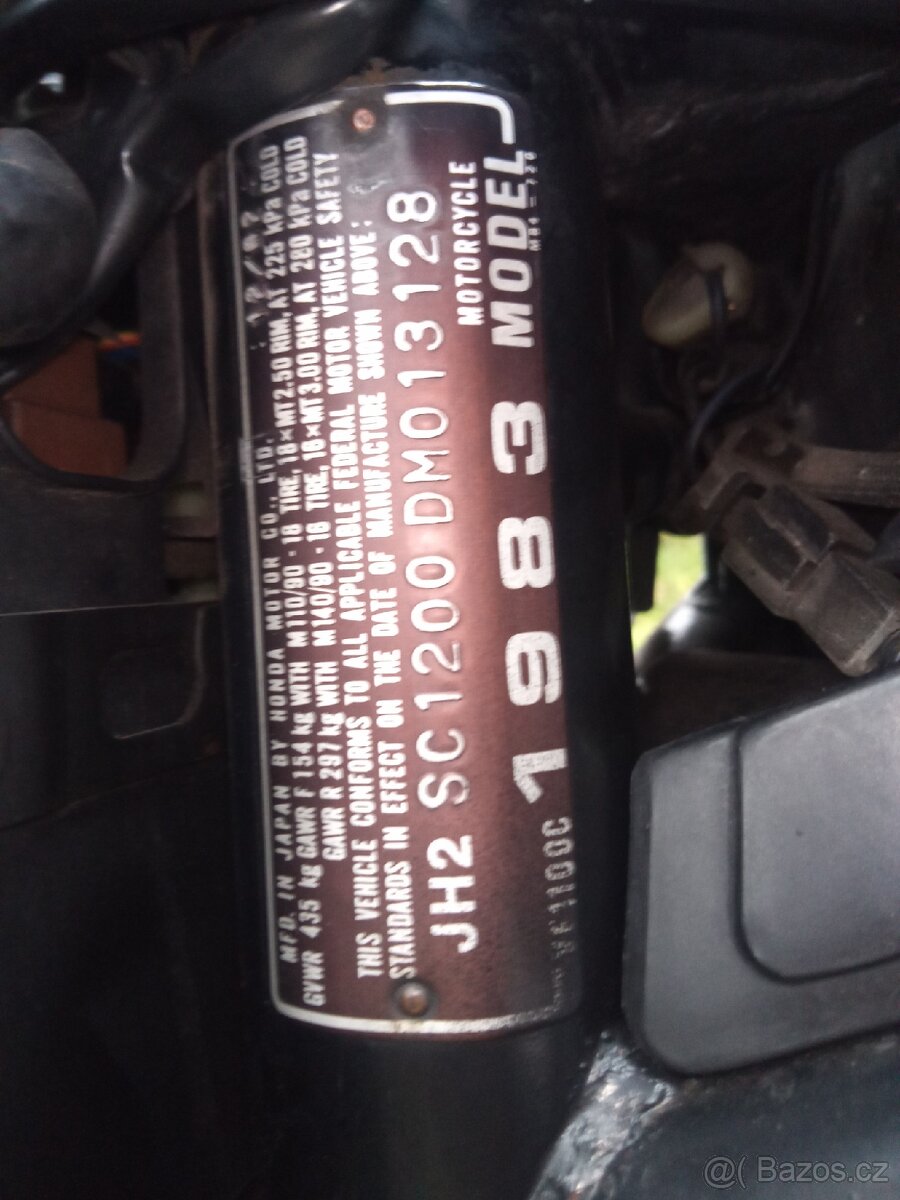 MFD. IN JAPAN BY HONDA MOTOR CO., LTD.
GVWR 435 kg GAWR F 154 kg WITH M110/90 - 18 TIRE, 18 x MT2.50 RIM, AT 225 kPa COLD
GAWR R 297 kg WITH M140/90 - 16 TIRE, 16 x MT3.00 RIM, AT 280 kPa COLD
THIS VEHICLE CONFORMS TO ALL APPLICABLE FEDERAL MOTOR VEHICLE SAFETY
STANDARDS IN EFFECT ON THE DATE OF MANUFACTURE SHOWN ABOVE:
JH2 SC1200 DM013128
MOTORCYCLE
1983 MODEL
@( Bazos.cz